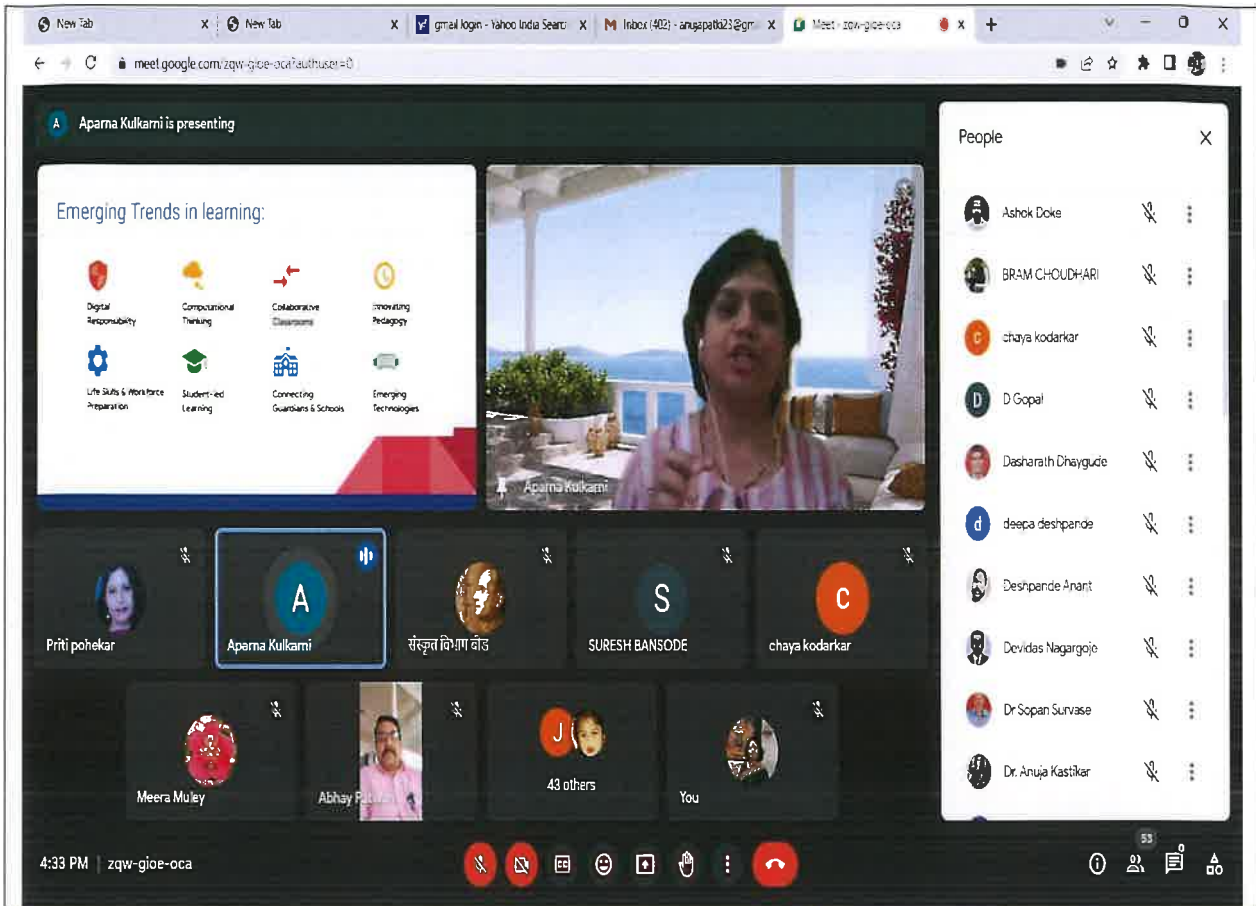 New Tab
New Tab
gmail login - Yahoo India Searc
Inbox (402) - anujapatki23@gm
Meet - zqw-gioe-oca
meet.google.com/zqw-gioe-oca?authuser=0
A Aparna Kulkarni is presenting
Emerging Trends in learning:
Digital
Responsibility
Computational
Thinking
Collaborative
Classrooms
Innovating
Pedagogy
Life Skills & Workforce
Preparation
Student-led
Learning
Connecting
Guardians & Schools
Emerging
Technologies
Aparna Kulkarni
Priti pohekar
A
Aparna Kulkarni
संस्कृत विभाग बीड
S
SURESH BANSODE
c
chaya kodarkar
Meera Muley
Abhay
J
43 others
You
People
Ashok Doke
BRAM CHOUDHARI
c chaya kodarkar
D D Gopal
Dasharath Dhaygude
d deepa deshpande
Deshpande Anant
Devidas Nagargoje
Dr Sopan Survase
Dr. Anuja Kastikar
4:33 PM | zqw-gioe-oca
CC
53